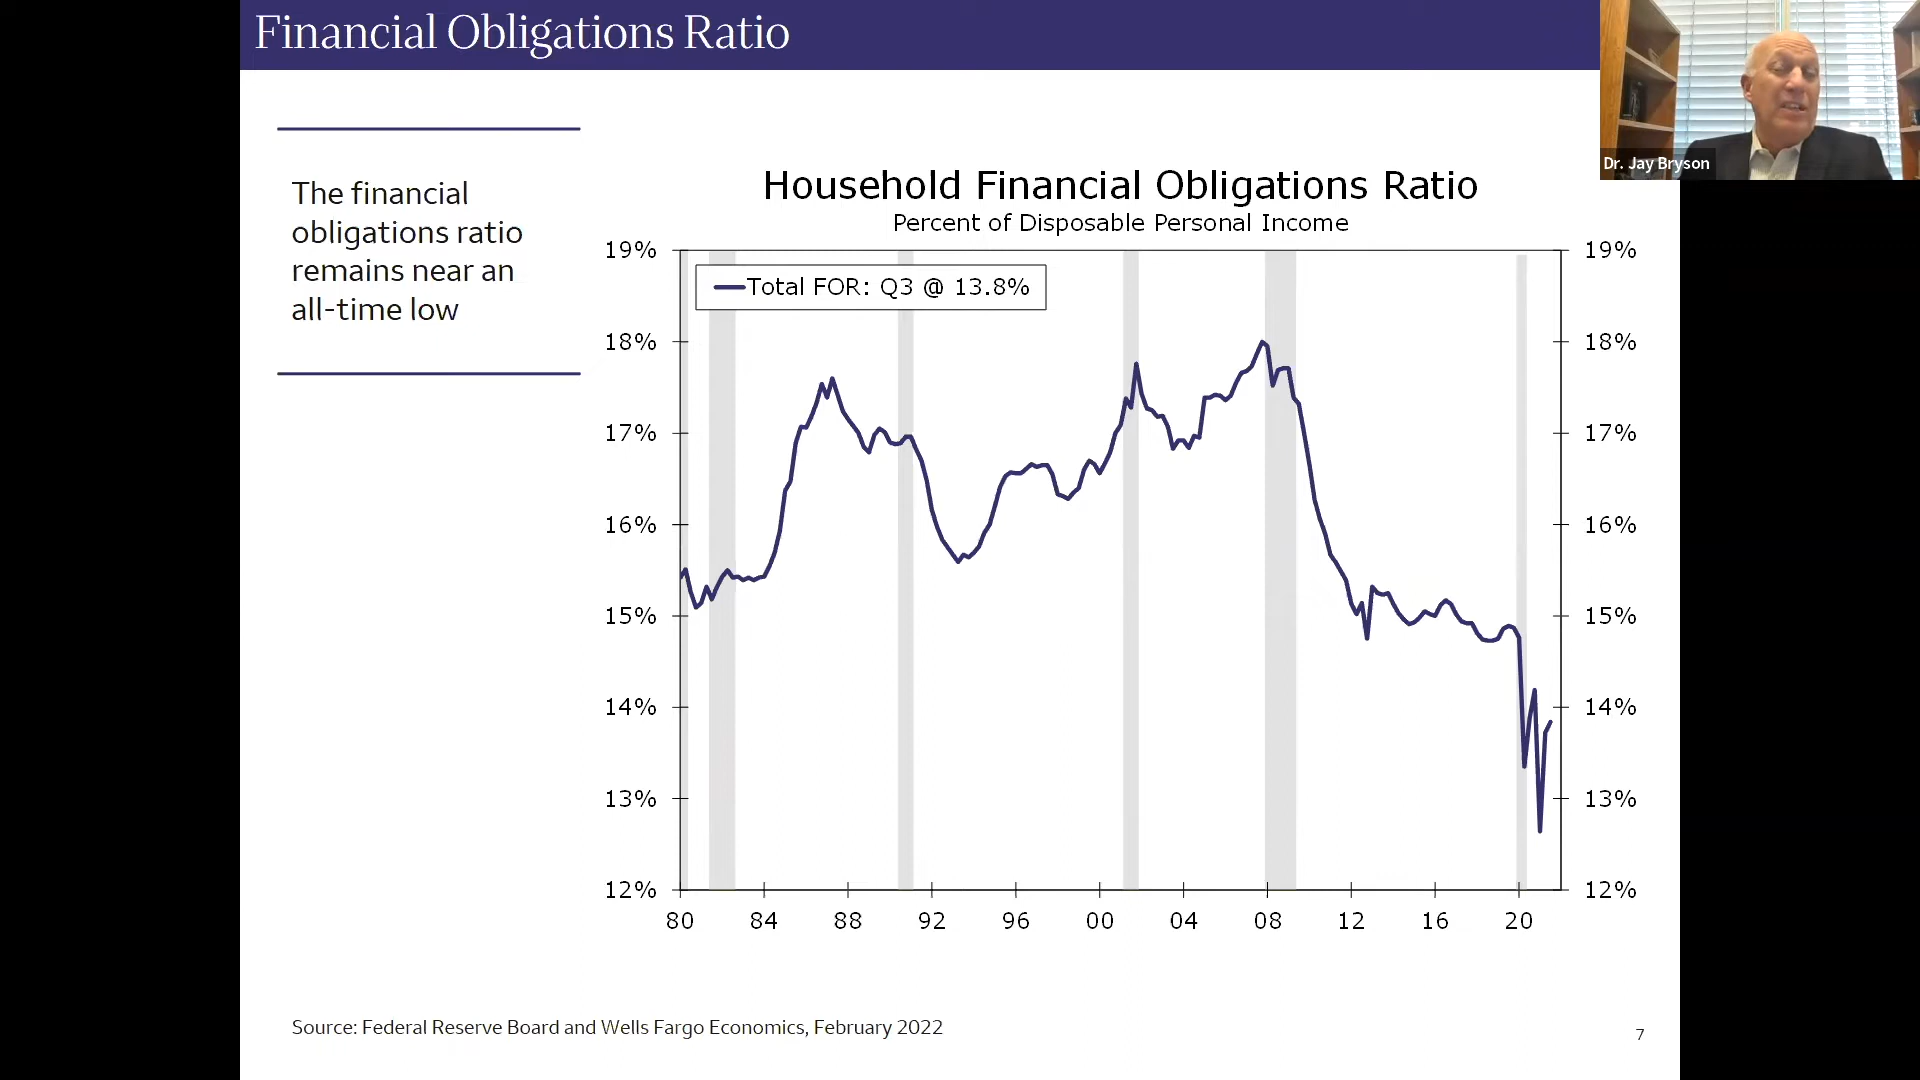 Financial Obligations Ratio
Dr. Jay Bryson
The financial
obligations ratio
remains near an
all-time low
Household Financial Obligations Ratio
Percent of Disposable Personal Income
Total FOR: Q3 @ 13.8%
19% 19%
18% 18%
17% 17%
16% 16%
15% 15%
14% 14%
13% 13%
12% 12%
80 84 88 92 96 00 04 08 12 16 20
Source: Federal Reserve Board and Wells Fargo Economics, February 2022
7